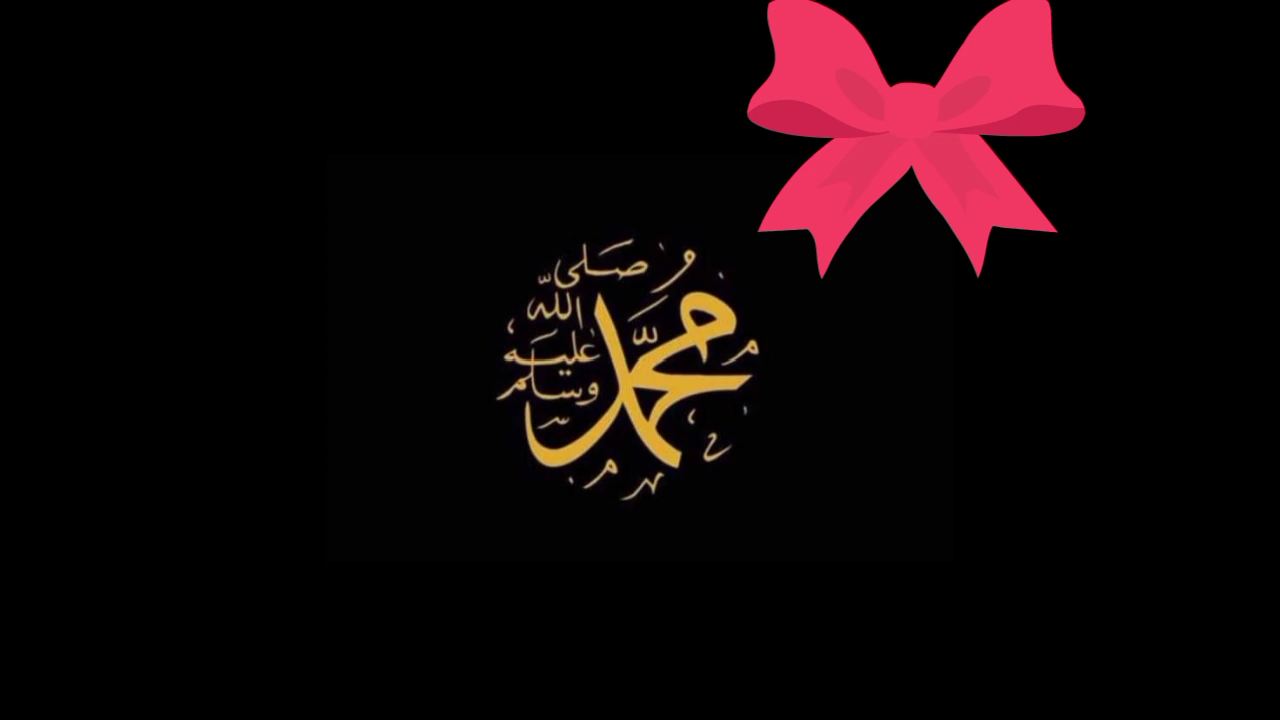 محمد
صلى
الله
عليه
وسلم